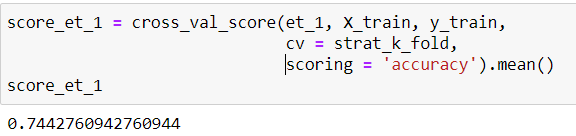 score_et_1 = cross_val_score(et_1, X_train, y_train,
cv = strat_k_fold,
scoring = 'accuracy').mean()
score_et_1
0.7442760942760944